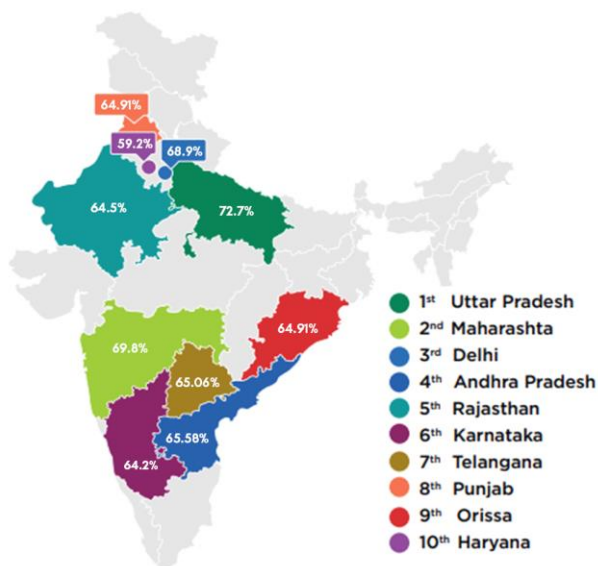 64.91%
59.2%
68.9%
64.5%
72.7%
64.91%
69.8%
65.06%
65.58%
64.2%
1st Uttar Pradesh
2nd Maharashta
3rd Delhi
4th Andhra Pradesh
5th Rajasthan
6th Karnataka
7th Telangana
8th Punjab
9th Orissa
10th Haryana